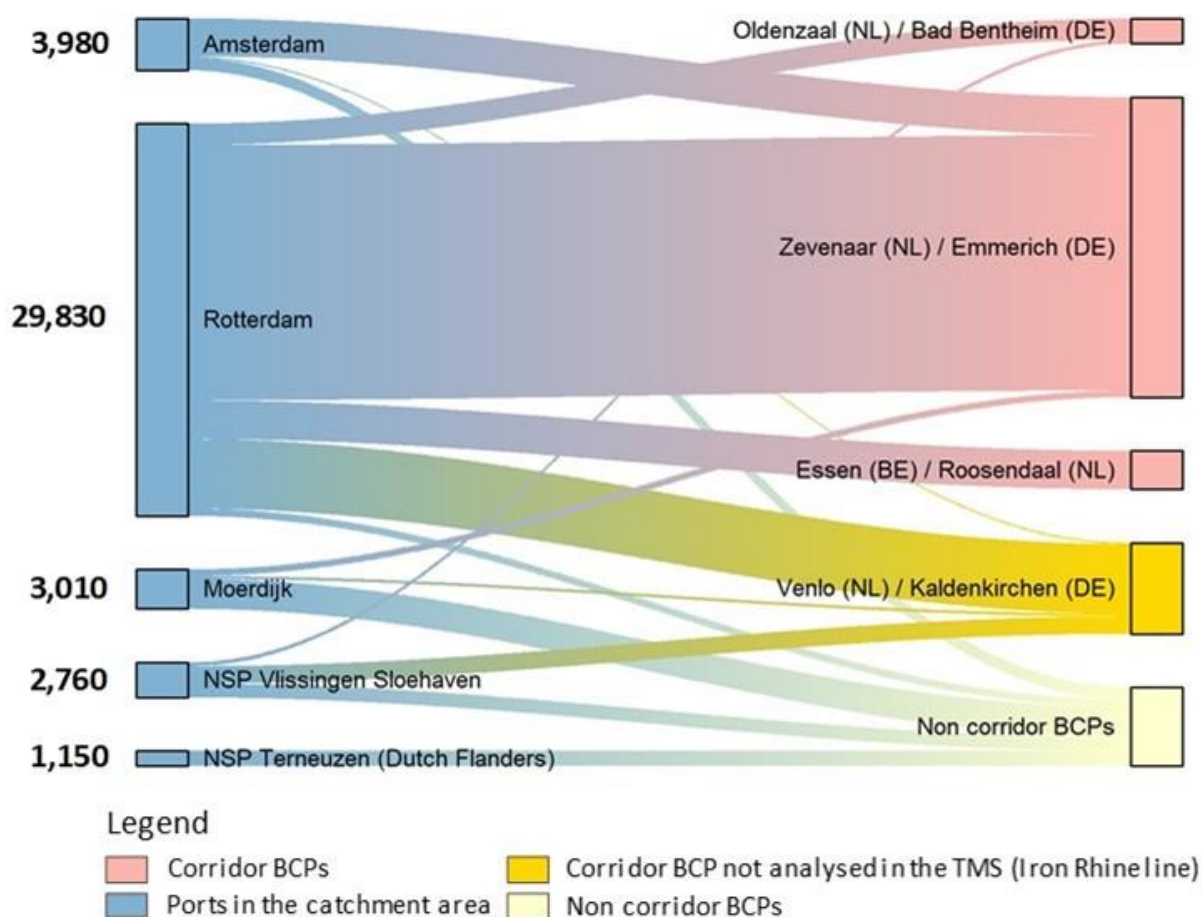 3,980
Amsterdam
Oldenzaal (NL) / Bad Bentheim (DE)
Zevenaar (NL) / Emmerich (DE)
29,830
Rotterdam
Essen (BE) / Roosendaal (NL)
3,010
Moerdijk
Venlo (NL) / Kaldenkirchen (DE)
2,760
NSP Vlissingen Sloehaven
Non corridor BCPs
1,150
NSP Terneuzen (Dutch Flanders)
Legend
Corridor BCPs
Corridor BCP not analysed in the TMS (Iron Rhine line)
Ports in the catchment area
Non corridor BCPs